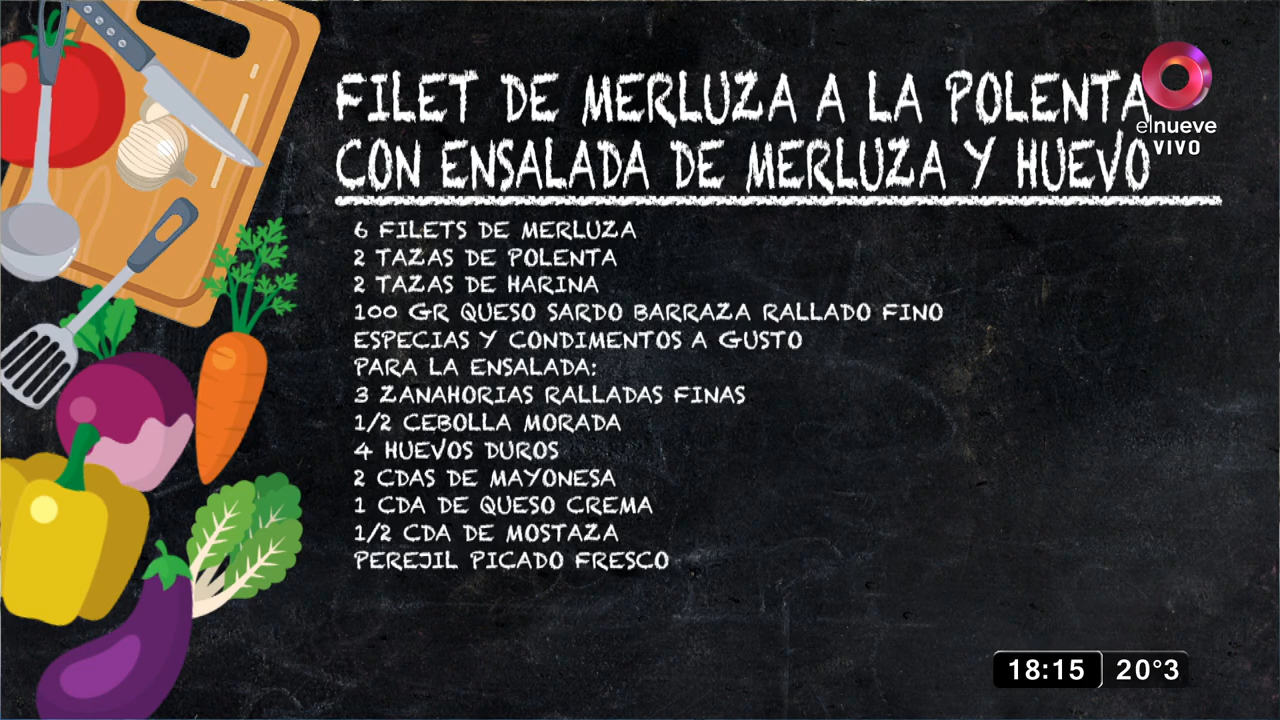 FILET DE MERLUZA A LA POLENTA
CON ENSALADA DE MERLUZA Y HUEVO
elnueve
VIVO
6 FILETS DE MERLUZA
2 TAZAS DE POLENTA
2 TAZAS DE HARINA
100 GR QUESO SARDO BARRAZA RALLADO FINO
ESPECIAS Y CONDIMENTOS A GUSTO
PARA LA ENSALADA:
3 ZANAHORIAS RALLADAS FINAS
1/2 CEBOLLA MORADA
4 HUEVOS DUROS
2 CDAS DE MAYONESA
1 CDA DE QUESO CREMA
1/2 CDA DE MOSTAZA
PEREJIL PICADO FRESCO
18:15 20°3